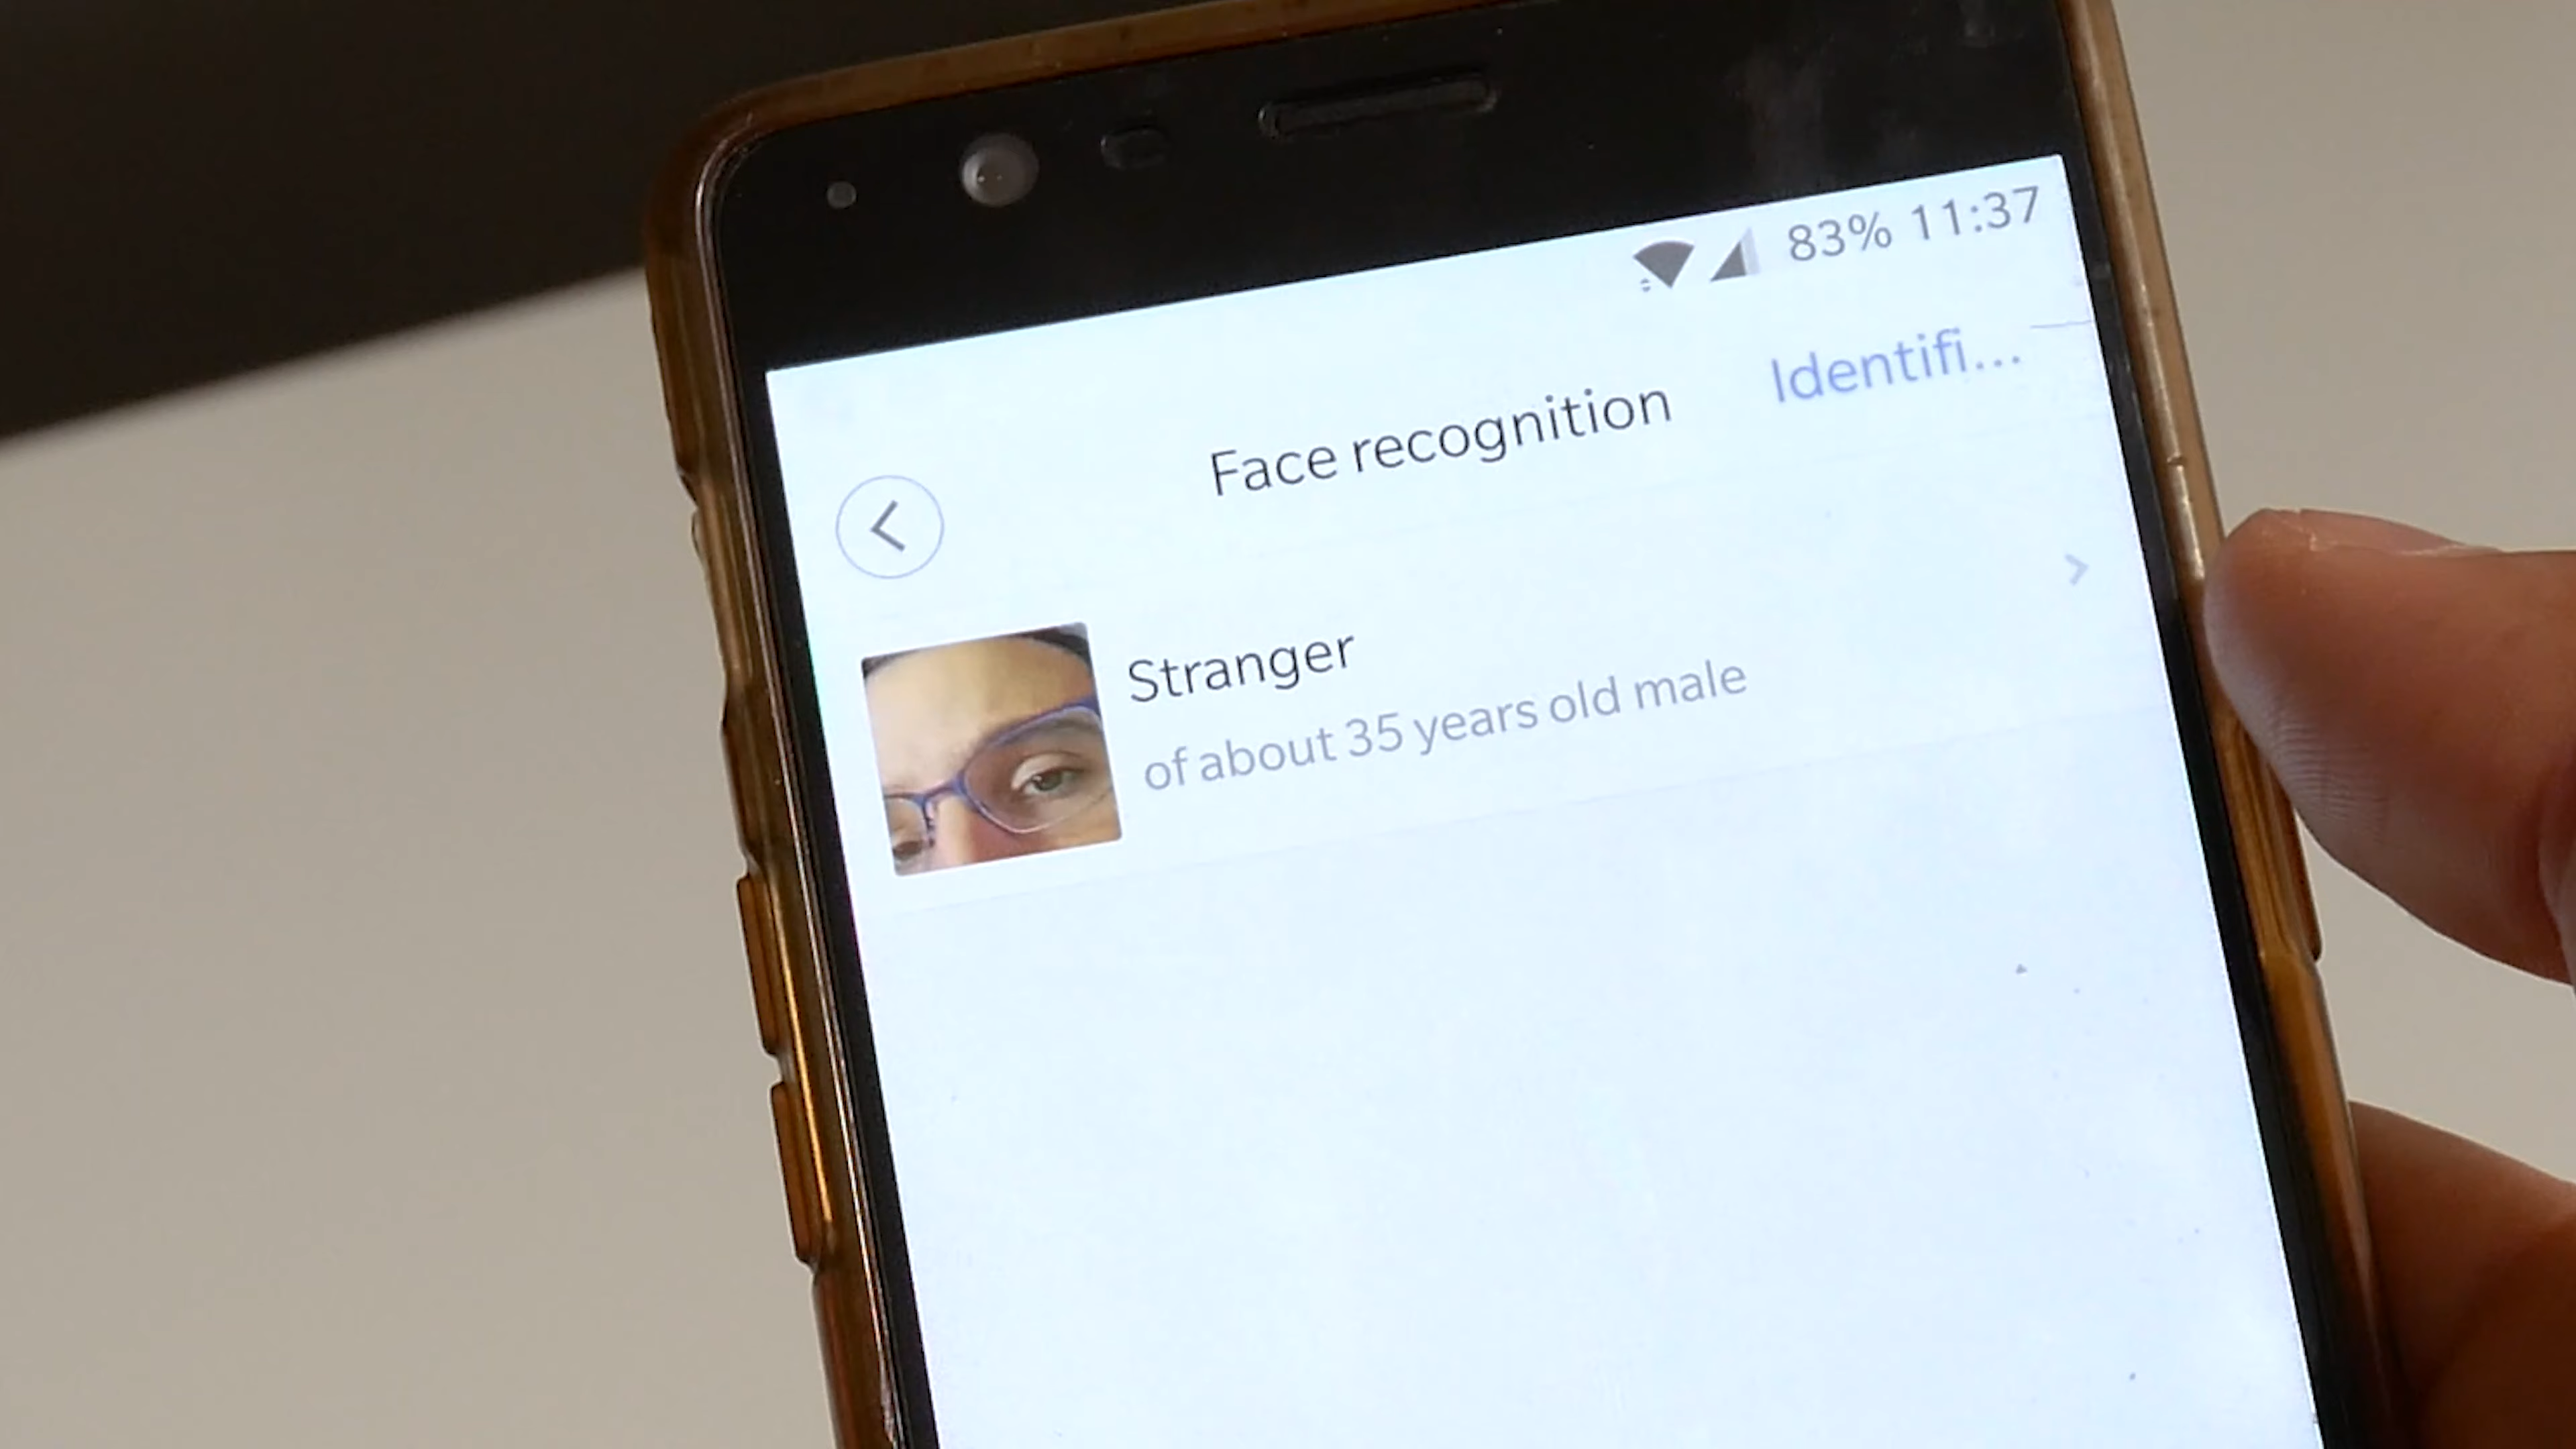 83% 11:37
Identifi...
Face recognition
Stranger
of about 35 years old male